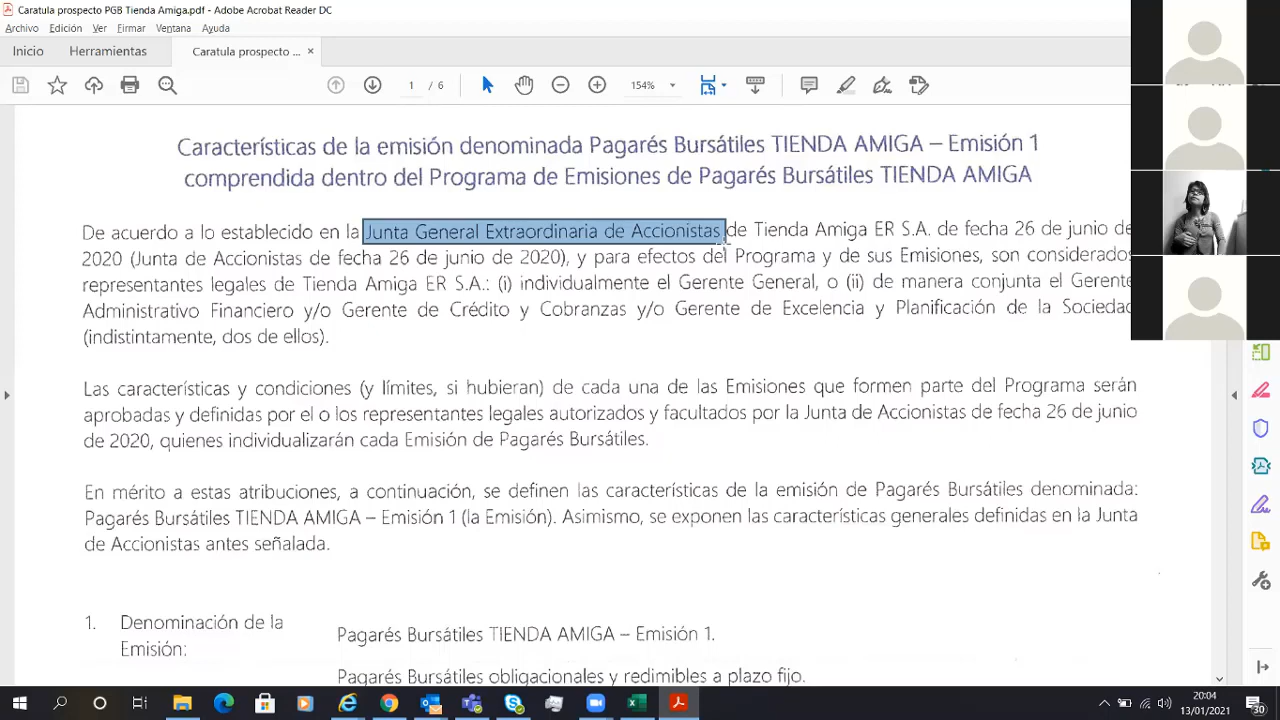 Caratula prospecto PGB Tienda Amiga.pdf - Adobe Acrobat Reader DC
Archivo Edición Ver Firmar Ventana Ayuda
Inicio Herramientas Caratula prospecto ... ×
1 / 6 154%
Características de la emisión denominada Pagarés Bursátiles TIENDA AMIGA – Emisión 1
comprendida dentro del Programa de Emisiones de Pagarés Bursátiles TIENDA AMIGA
De acuerdo a lo establecido en la Junta General Extraordinaria de Accionistas de Tienda Amiga ER S.A. de fecha 26 de junio de
2020 (Junta de Accionistas de fecha 26 de junio de 2020), y para efectos del Programa y de sus Emisiones, son considerados
representantes legales de Tienda Amiga ER S.A.: (i) individualmente el Gerente General, o (ii) de manera conjunta el Gerente
Administrativo Financiero y/o Gerente de Crédito y Cobranzas y/o Gerente de Excelencia y Planificación de la Sociedad
(indistintamente, dos de ellos).
Las características y condiciones (y límites, si hubieran) de cada una de las Emisiones que formen parte del Programa serán
aprobadas y definidas por el o los representantes legales autorizados y facultados por la Junta de Accionistas de fecha 26 de junio
de 2020, quienes individualizarán cada Emisión de Pagarés Bursátiles.
En mérito a estas atribuciones, a continuación, se definen las características de la emisión de Pagarés Bursátiles denominada:
Pagarés Bursátiles TIENDA AMIGA – Emisión 1 (la Emisión). Asimismo, se exponen las características generales definidas en la Junta
de Accionistas antes señalada.
1. Denominación de la
Emisión:
Pagarés Bursátiles TIENDA AMIGA – Emisión 1.
Pagarés Bursátiles obligacionales y redimibles a plazo fijo.
20:04
13/01/2021
30